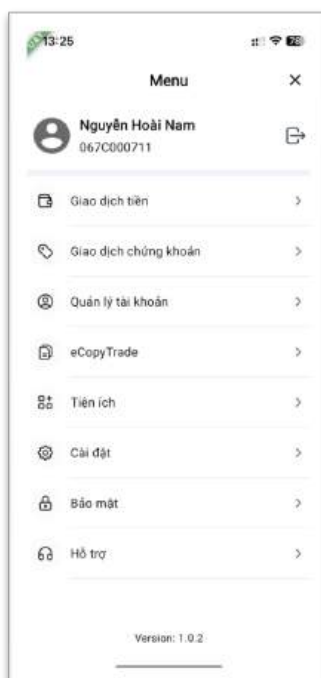 13:25
78
Menu
Nguyễn Hoài Nam
067C000711
Giao dịch tiền
Giao dịch chứng khoán
Quản lý tài khoản
eCopyTrade
Tiện ích
Cài đặt
Bảo mật
Hỗ trợ
Version: 1.0.2